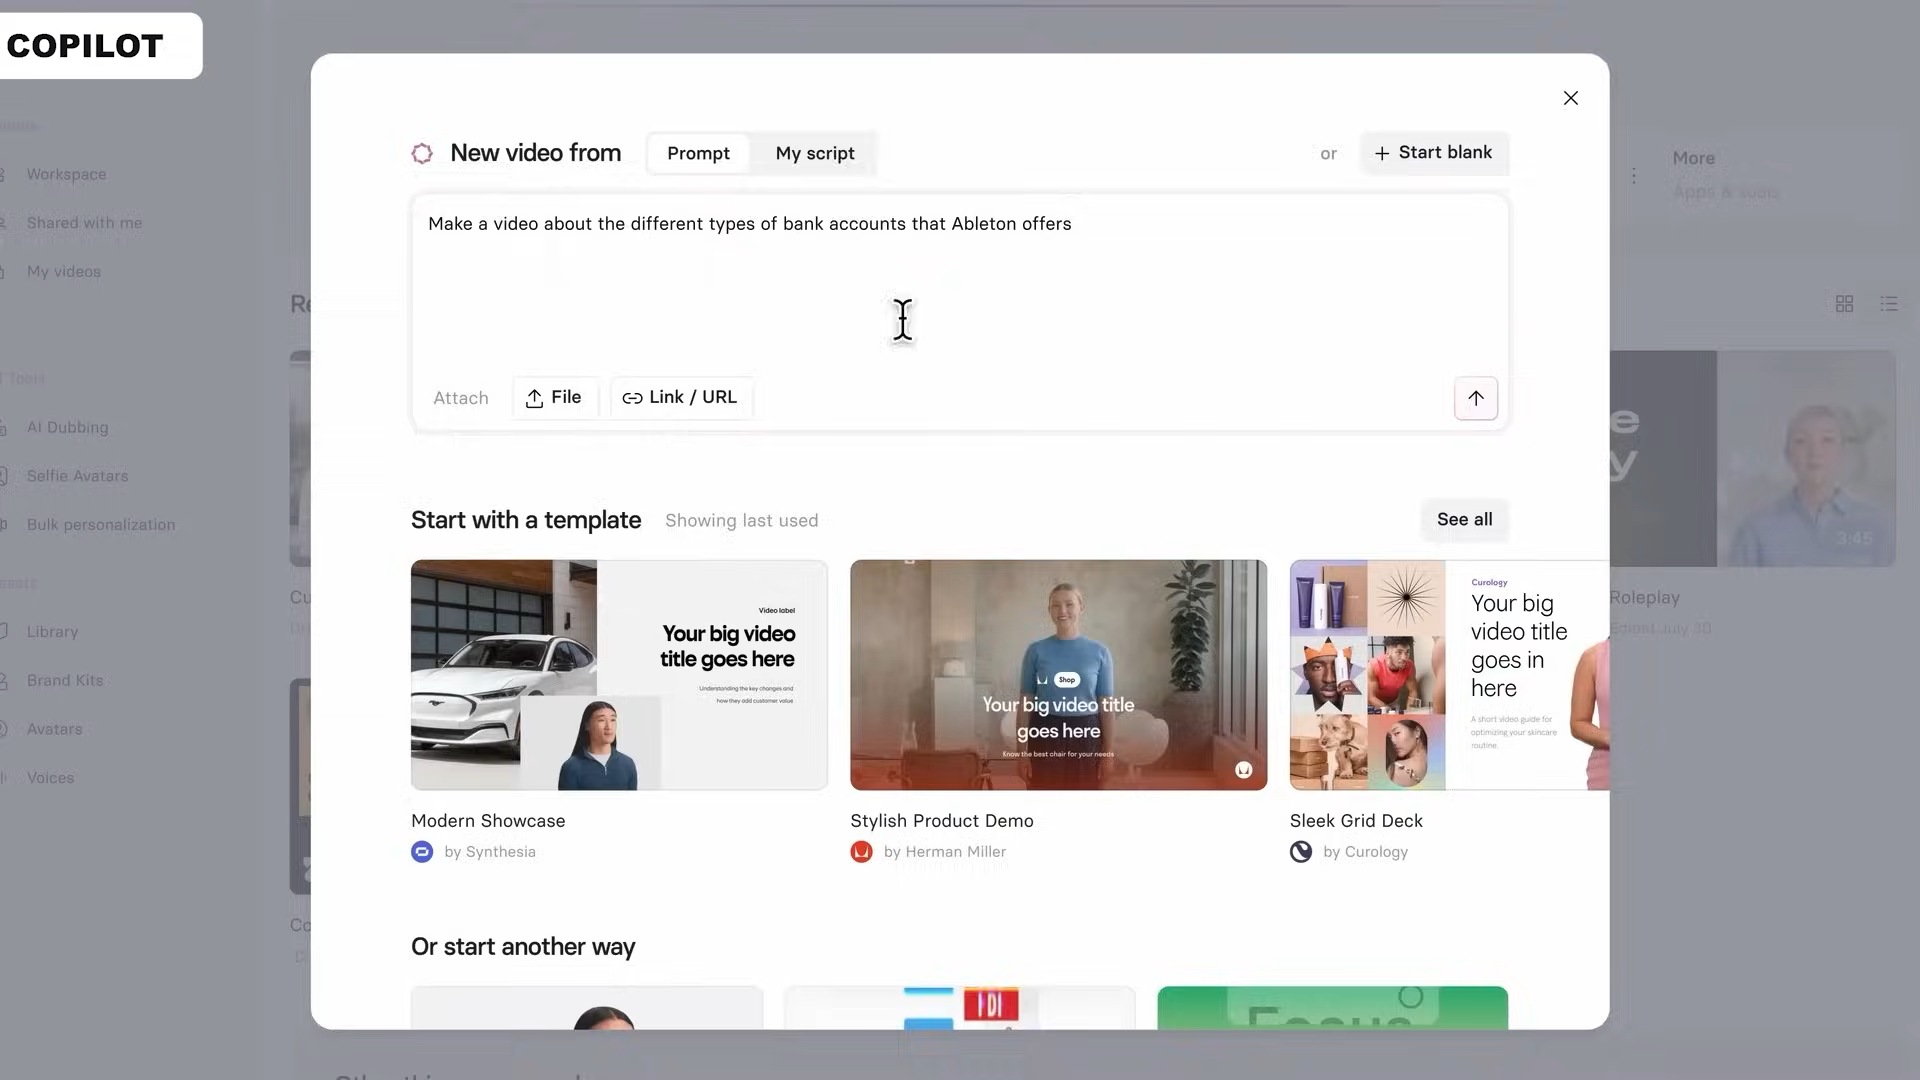 COPILOT
Workspace
Shared with me
My videos
AI Dubbing
Selfie Avatars
Bulk personalization
Library
Brand Kits
Avatars
Voices
New video from
Prompt
My script
or
+ Start blank
Make a video about the different types of bank accounts that Ableton offers
Attach
File
Link / URL
Start with a template
Showing last used
See all
Video label
Your big video
title goes here
Understanding the key changes and
how they add customer value
Modern Showcase
by Synthesia
Shop
Your big video title
goes here
Know the best chair for your needs
Stylish Product Demo
by Herman Miller
Curology
Your big
video title
goes in
here
A short video guide for
optimizing your skincare
routine.
Sleek Grid Deck
by Curology
Or start another way
More
Apps & tools
3:45
Roleplay